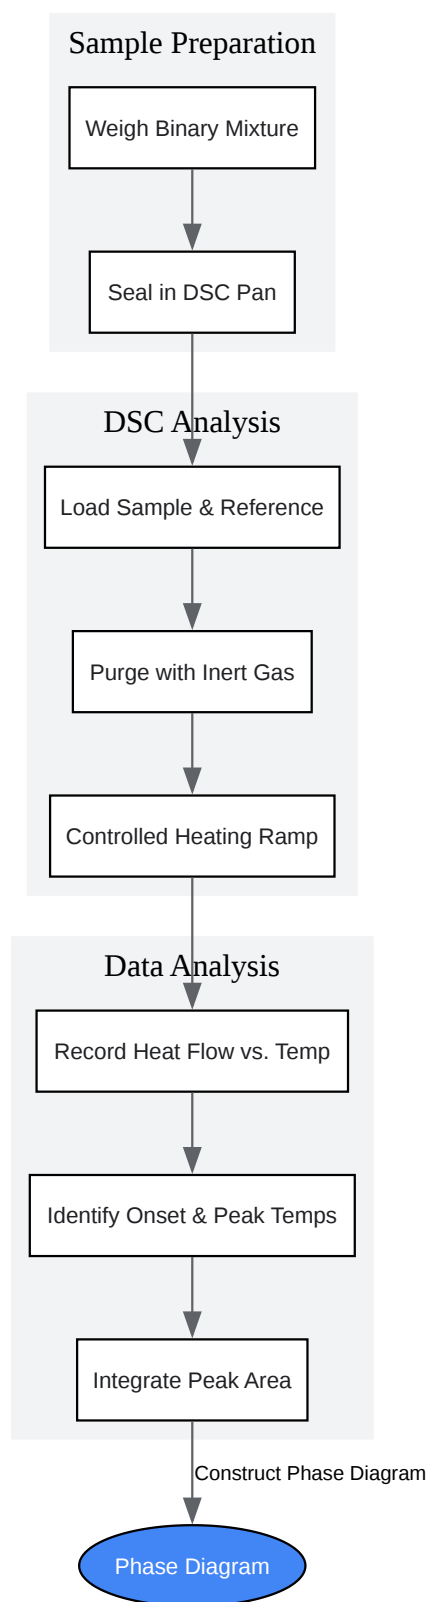 Sample Preparation
Weigh Binary Mixture
Seal in DSC Pan
DSC Analysis
Load Sample & Reference
Purge with Inert Gas
Controlled Heating Ramp
Data Analysis
Record Heat Flow vs. Temp
Identify Onset & Peak Temps
Integrate Peak Area
Construct Phase Diagram
Phase Diagram